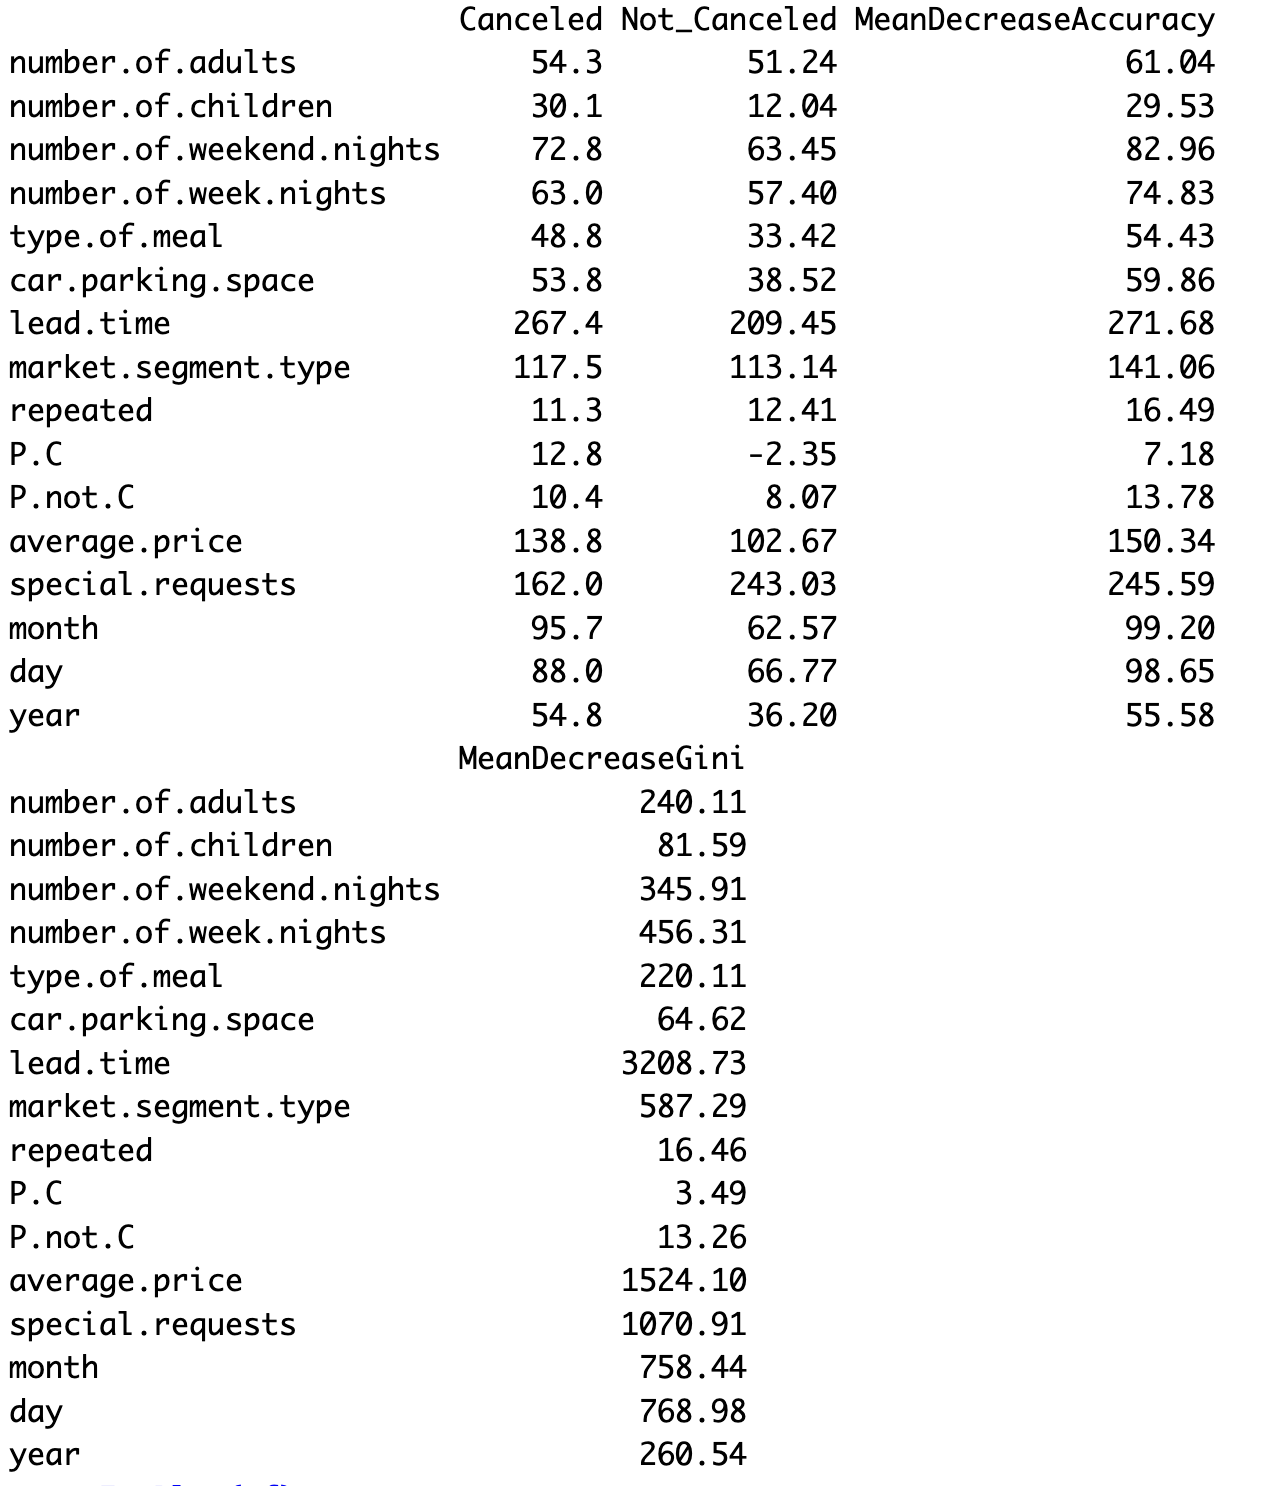 Canceled Not_Canceled MeanDecreaseAccuracy
number.of.adults 54.3 51.24 61.04
number.of.children 30.1 12.04 29.53
number.of.weekend.nights 72.8 63.45 82.96
number.of.week.nights 63.0 57.40 74.83
type.of.meal 48.8 33.42 54.43
car.parking.space 53.8 38.52 59.86
lead.time 267.4 209.45 271.68
market.segment.type 117.5 113.14 141.06
repeated 11.3 12.41 16.49
P.C 12.8 -2.35 7.18
P.not.C 10.4 8.07 13.78
average.price 138.8 102.67 150.34
special.requests 162.0 243.03 245.59
month 95.7 62.57 99.20
day 88.0 66.77 98.65
year 54.8 36.20 55.58
MeanDecreaseGini
number.of.adults 240.11
number.of.children 81.59
number.of.weekend.nights 345.91
number.of.week.nights 456.31
type.of.meal 220.11
car.parking.space 64.62
lead.time 3208.73
market.segment.type 587.29
repeated 16.46
P.C 3.49
P.not.C 13.26
average.price 1524.10
special.requests 1070.91
month 758.44
day 768.98
year 260.54